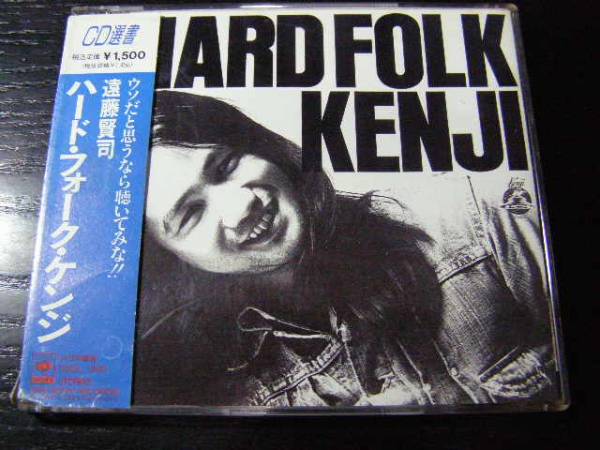 CD選書
税込定価 ¥1,500
HARD FOLK
KENJI
ウソだと思うなら聴いてみな!!
遠藤賢司
ハード・フォーク・ケンジ